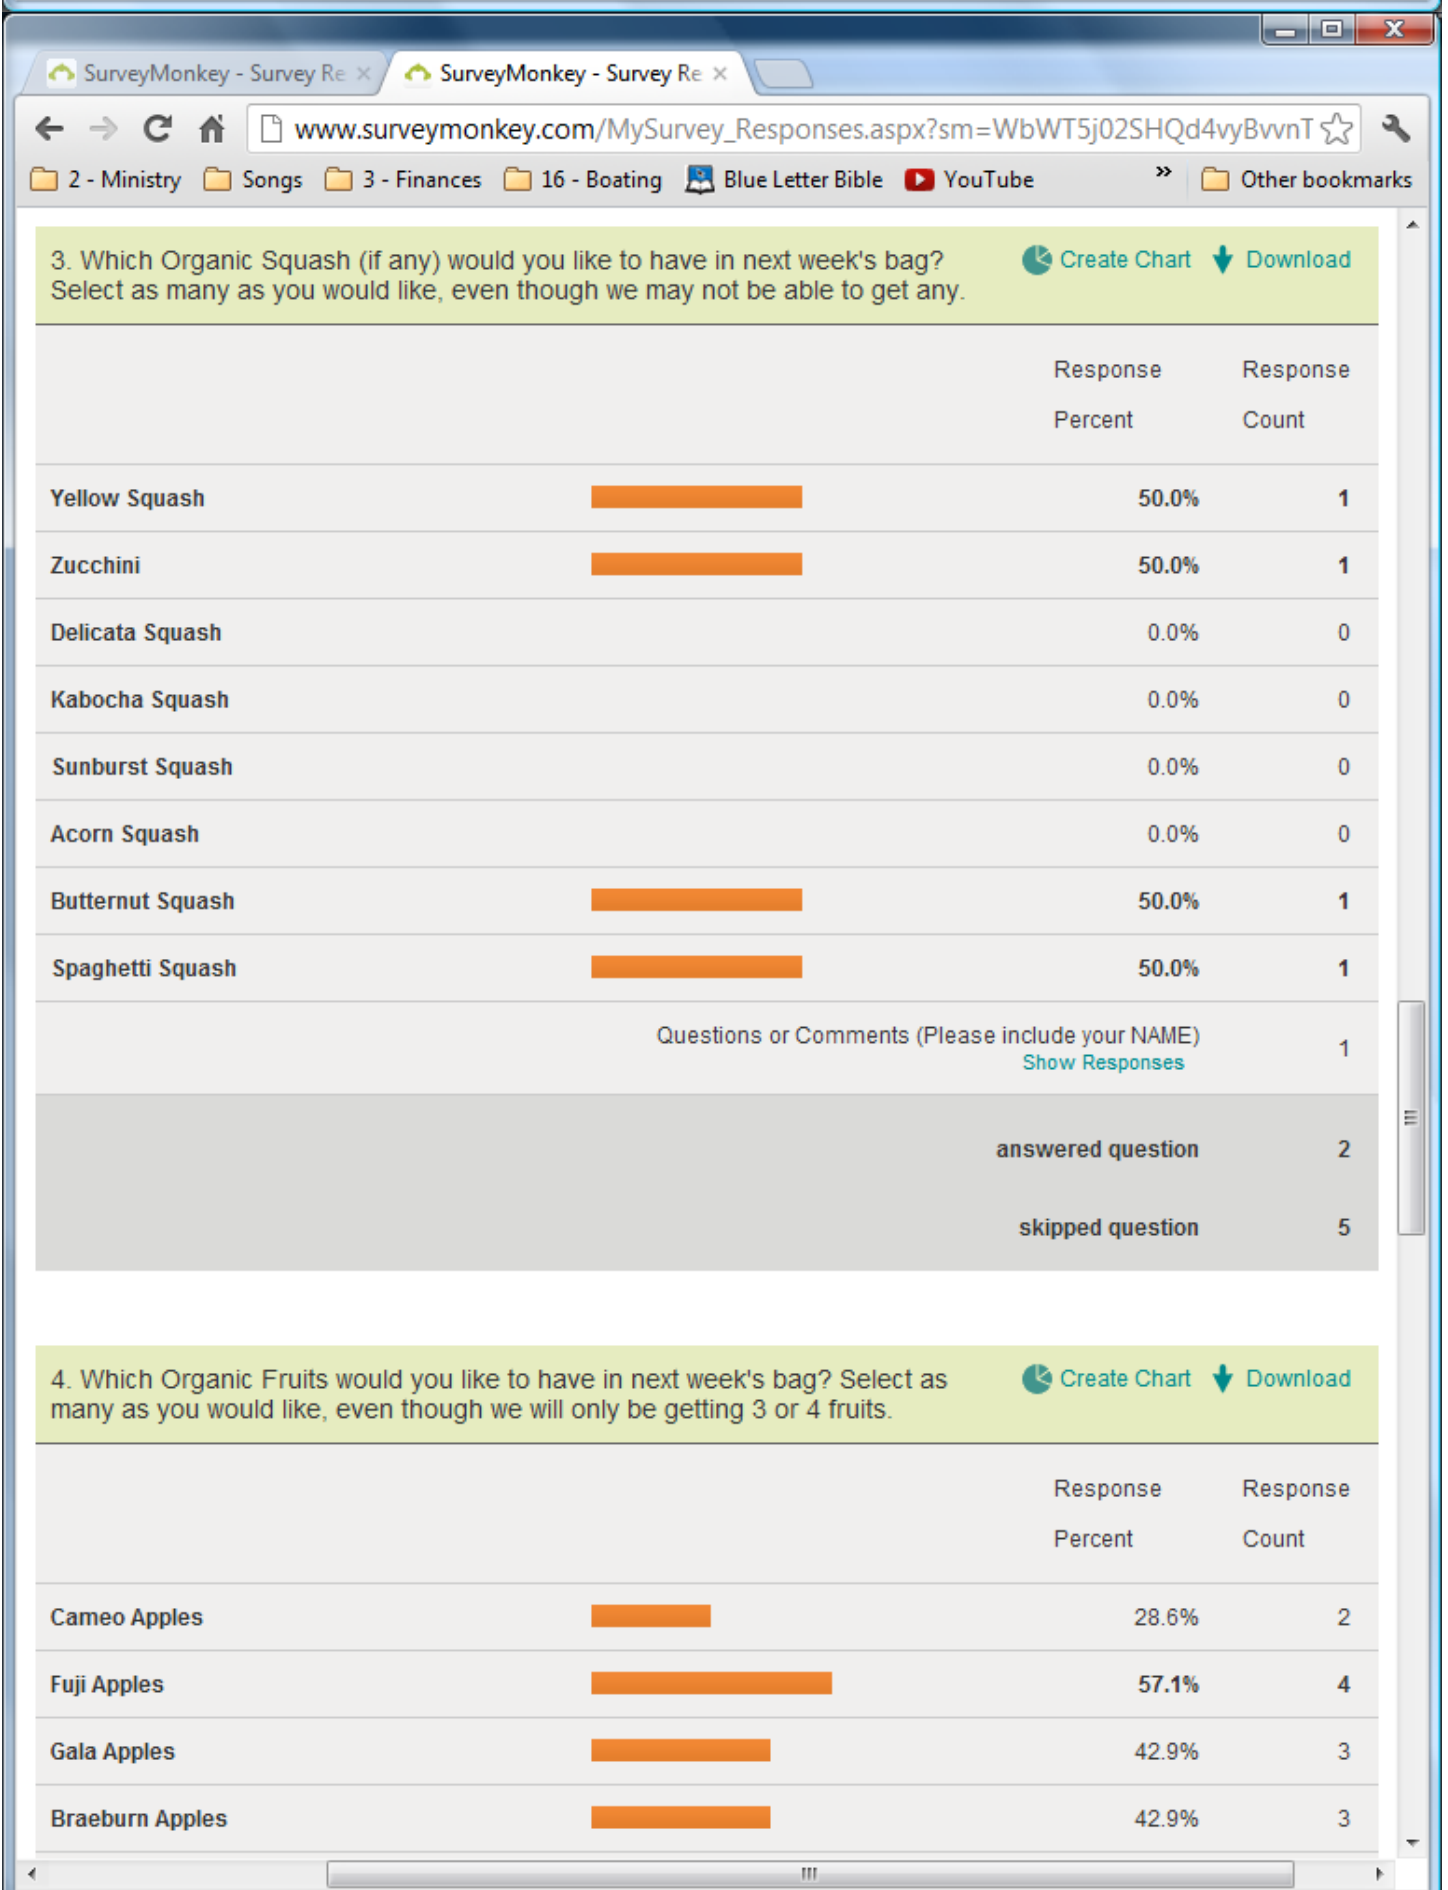 SurveyMonkey - Survey Re
SurveyMonkey - Survey Re
www.surveymonkey.com/MySurvey_Responses.aspx?sm=WbWT5j02SHQd4vyBvvnT
2 - Ministry Songs 3 - Finances 16 - Boating Blue Letter Bible YouTube » Other bookmarks
3. Which Organic Squash (if any) would you like to have in next week's bag? Create Chart Download
Select as many as you would like, even though we may not be able to get any.
Response Response
Percent Count
Yellow Squash 50.0% 1
Zucchini 50.0% 1
Delicata Squash 0.0% 0
Kabocha Squash 0.0% 0
Sunburst Squash 0.0% 0
Acorn Squash 0.0% 0
Butternut Squash 50.0% 1
Spaghetti Squash 50.0% 1
Questions or Comments (Please include your NAME) 1
Show Responses
answered question 2
skipped question 5
4. Which Organic Fruits would you like to have in next week's bag? Select as Create Chart Download
many as you would like, even though we will only be getting 3 or 4 fruits.
Response Response
Percent Count
Cameo Apples 28.6% 2
Fuji Apples 57.1% 4
Gala Apples 42.9% 3
Braeburn Apples 42.9% 3